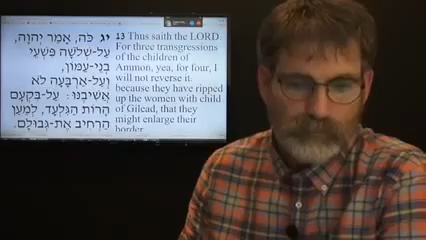 יג כֹּה, אָמַר יְהוָה,
עַל-שְׁלֹשָׁה פִּשְׁעֵי
בְנֵי-עַמּוֹן,
וְעַל-אַרְבָּעָה לֹא
אֲשִׁיבֶנּוּ: עַל-בִּקְעָם
הָרוֹת הַגִּלְעָד, לְמַעַן
הַרְחִיב אֶת-גְּבוּלָם.
13 Thus saith the LORD
For three transgressions
of the children of
Ammon, yea, for four, I
will not reverse it:
because they have ripped
up the women with child
of Gilead, that they
might enlarge their
border